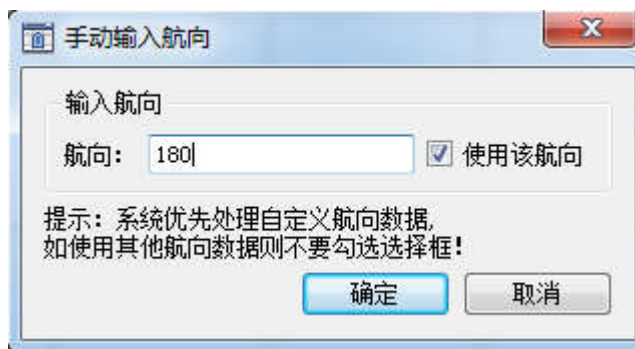 手动输入航向
输入航向
航向: 180 使用该航向
提示: 系统优先处理自定义航向数据,
如使用其他航向数据则不要勾选选择框!
确定 取消